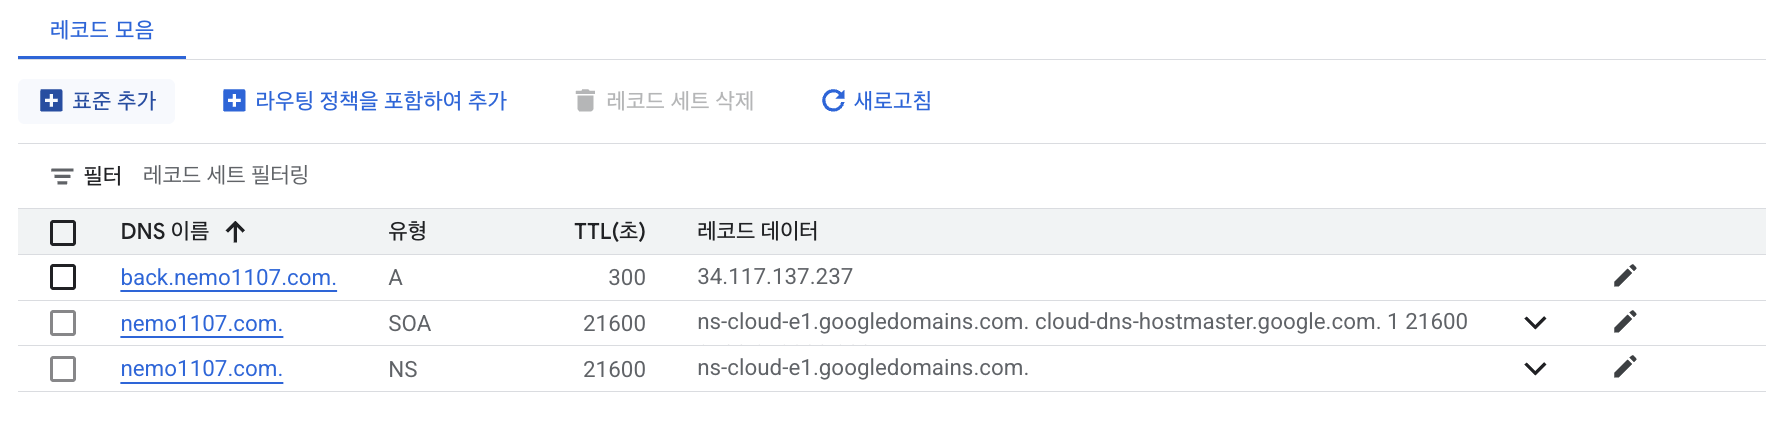 레코드 모음
표준 추가 라우팅 정책을 포함하여 추가 레코드 세트 삭제 새로고침
필터 레코드 세트 필터링
DNS 이름 유형 TTL(초) 레코드 데이터
back.nemo1107.com. A 300 34.117.137.237
nemo1107.com. SOA 21600 ns-cloud-e1.googledomains.com. cloud-dns-hostmaster.google.com. 1 21600
nemo1107.com. NS 21600 ns-cloud-e1.googledomains.com.